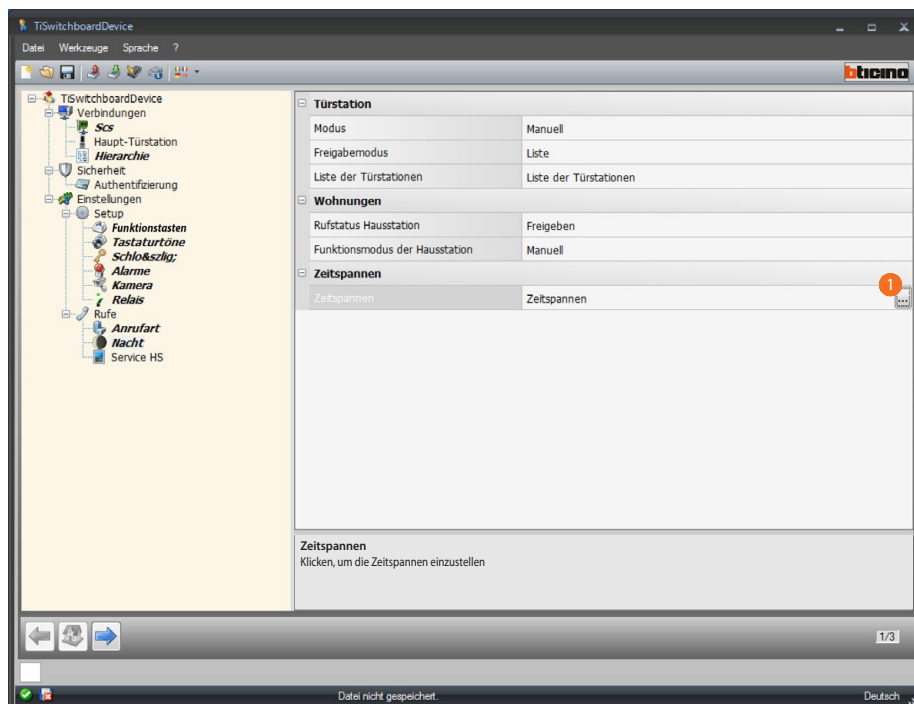 TiSwitchboardDevice
Datei Werkzeuge Sprache ?
bticino
TiSwitchboardDevice
Verbindungen
Scs
Haupt-Türstation
Hierarchie
Sicherheit
Authentifizierung
Einstellungen
Setup
Funktionstasten
Tastaturtöne
Schlo&szlig;
Alarme
Kamera
Relais
Rufe
Anrufart
Nacht
Service HS
Türstation
Modus Manuell
Freigabemodus Liste
Liste der Türstationen Liste der Türstationen
Wohnungen
Rufstatus Hausstation Freigeben
Funktionsmodus der Hausstation Manuell
Zeitspannen
Zeitspannen Zeitspannen ...
1
Zeitspannen
Klicken, um die Zeitspannen einzustellen
1/3
Datei nicht gespeichert. Deutsch